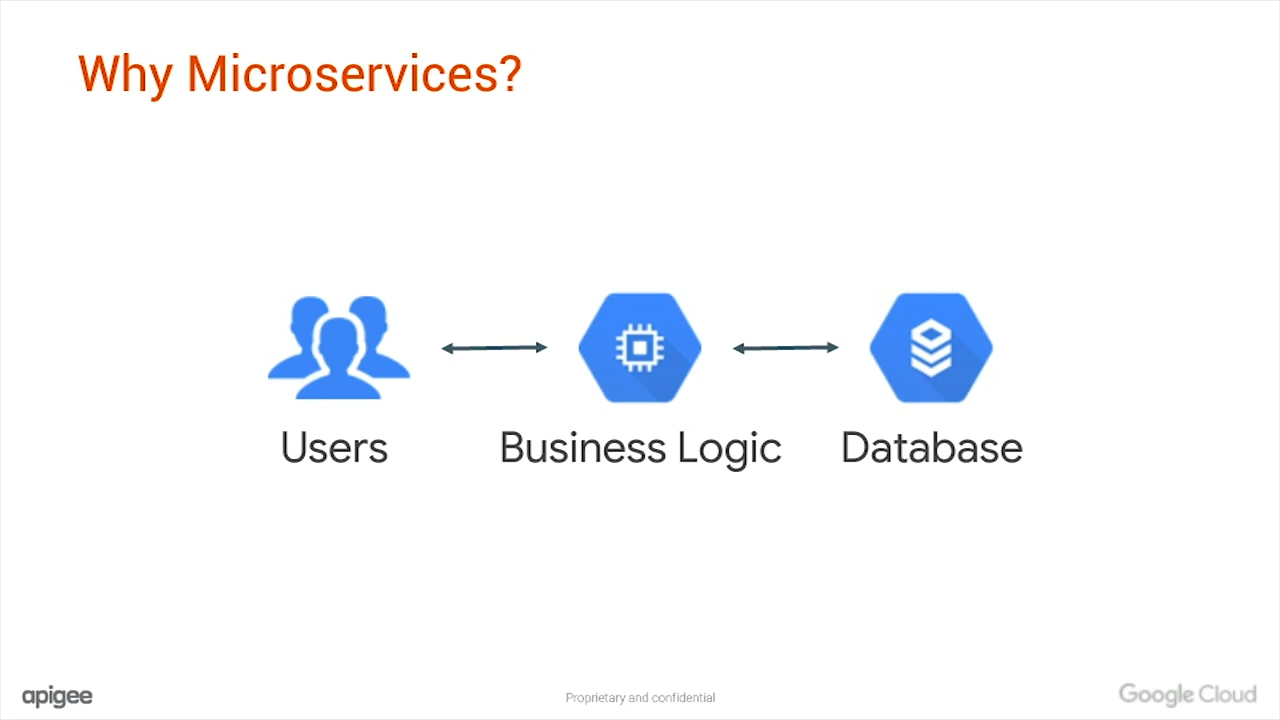 Why Microservices?
Users
Business Logic
Database
apigee
Proprietary and confidential
Google Cloud